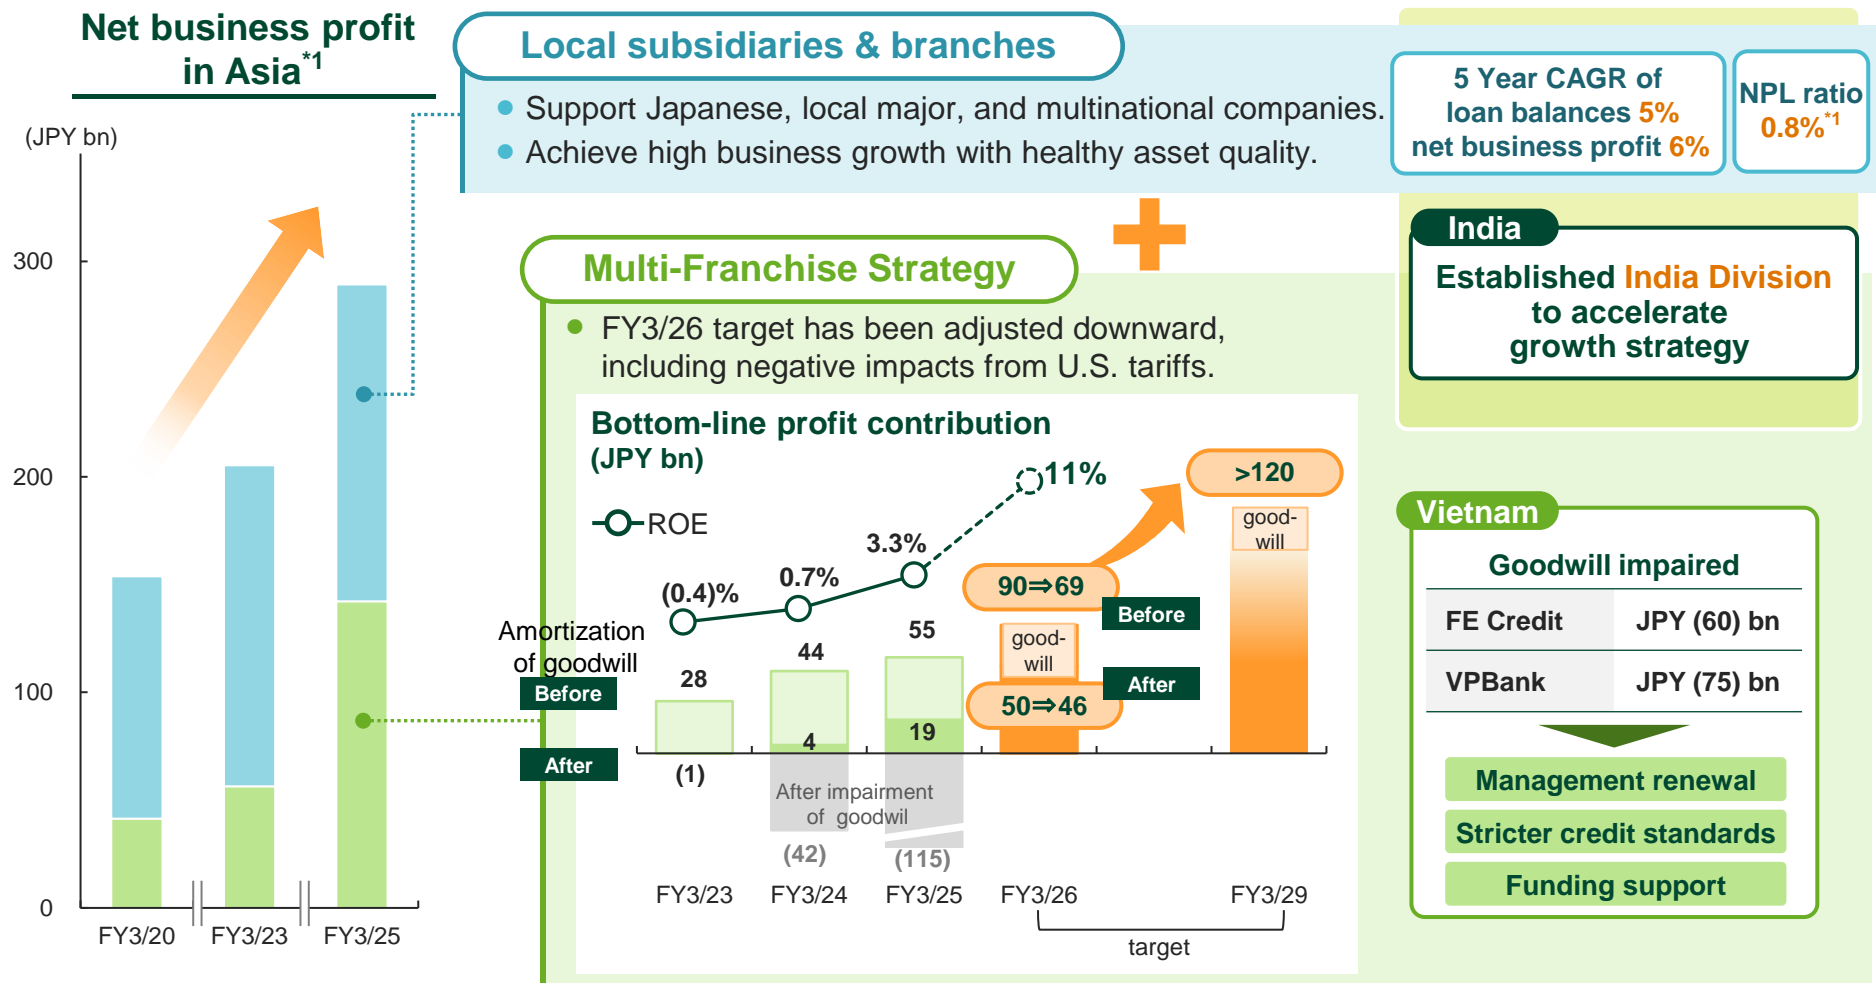 Net business profit
in Asia*1
(JPY bn)
300
200
100
0
FY3/20
FY3/23
FY3/25
Local subsidiaries & branches
Support Japanese, local major, and multinational companies.
Achieve high business growth with healthy asset quality.
5 Year CAGR of
loan balances 5%
net business profit 6%
NPL ratio
0.8%*1
Multi-Franchise Strategy
FY3/26 target has been adjusted downward,
including negative impacts from U.S. tariffs.
Bottom-line profit contribution
(JPY bn)
ROE
(0.4)%
0.7%
3.3%
11%
Amortization
of goodwill
Before
After
28
(1)
44
4
(42)
55
19
(115)
After impairment
of goodwil
90⇒69
good-
will
50⇒46
Before
After
>120
good-
will
FY3/23
FY3/24
FY3/25
FY3/26
FY3/29
target
India
Established India Division
to accelerate
growth strategy
Vietnam
Goodwill impaired
FE Credit JPY (60) bn
VPBank JPY (75) bn
Management renewal
Stricter credit standards
Funding support